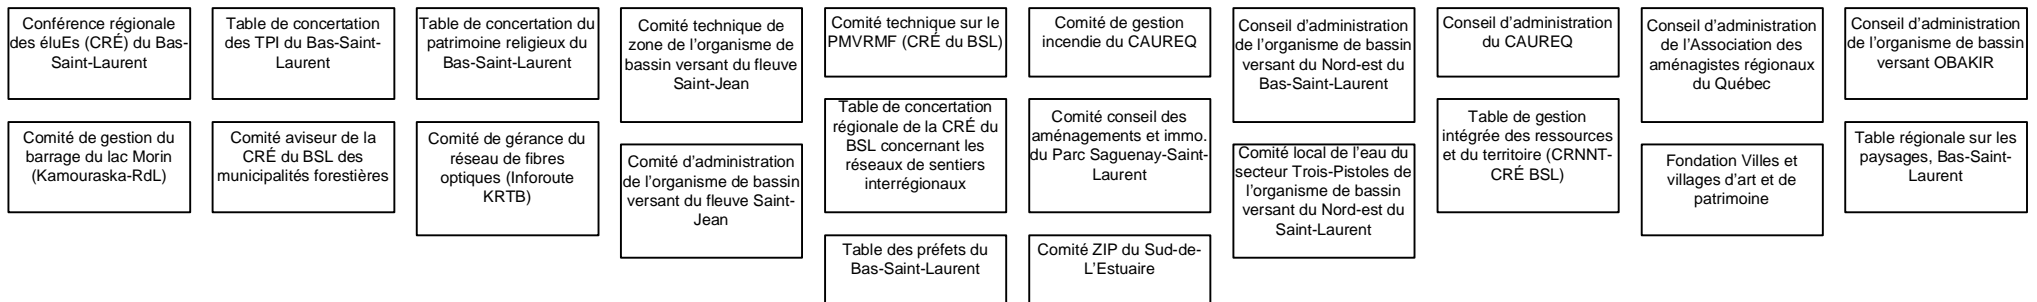 Conférence régionale
des éluEs (CRÉ) du Bas-
Saint-Laurent
Table de concertation
des TPI du Bas-Saint-
Laurent
Table de concertation du
patrimoine religieux du
Bas-Saint-Laurent
Comité technique de
zone de l'organisme de
bassin versant du fleuve
Saint-Jean
Comité technique sur le
PMVRMF (CRÉ du BSL)
Comité de gestion
incendie du CAUREQ
Conseil d'administration
de l'organisme de bassin
versant du Nord-est du
Bas-Saint-Laurent
Conseil d'administration
du CAUREQ
Conseil d'administration
de l'Association des
aménagistes régionaux
du Québec
Conseil d'administration
de l'organisme de bassin
versant OBAKIR
Comité de gestion du
barrage du lac Morin
(Kamouraska-RdL)
Comité aviseur de la
CRÉ du BSL des
municipalités forestières
Comité de gérance du
réseau de fibres
optiques (Inforoute
KRTB)
Comité d'administration
de l'organisme de bassin
versant du fleuve Saint-
Jean
Table de concertation
régionale de la CRÉ du
BSL concernant les
réseaux de sentiers
interrégionaux
Comité conseil des
aménagements et immo.
du Parc Saguenay-Saint-
Laurent
Comité local de l'eau du
secteur Trois-Pistoles de
l'organisme de bassin
versant du Nord-est du
Saint-Laurent
Table de gestion
intégrée des ressources
et du territoire (CRNNT-
CRÉ BSL)
Fondation Villes et
villages d'art et de
patrimoine
Table régionale sur les
paysages, Bas-Saint-
Laurent
Table des préfets du
Bas-Saint-Laurent
Comité ZIP du Sud-de-
L'Estuaire